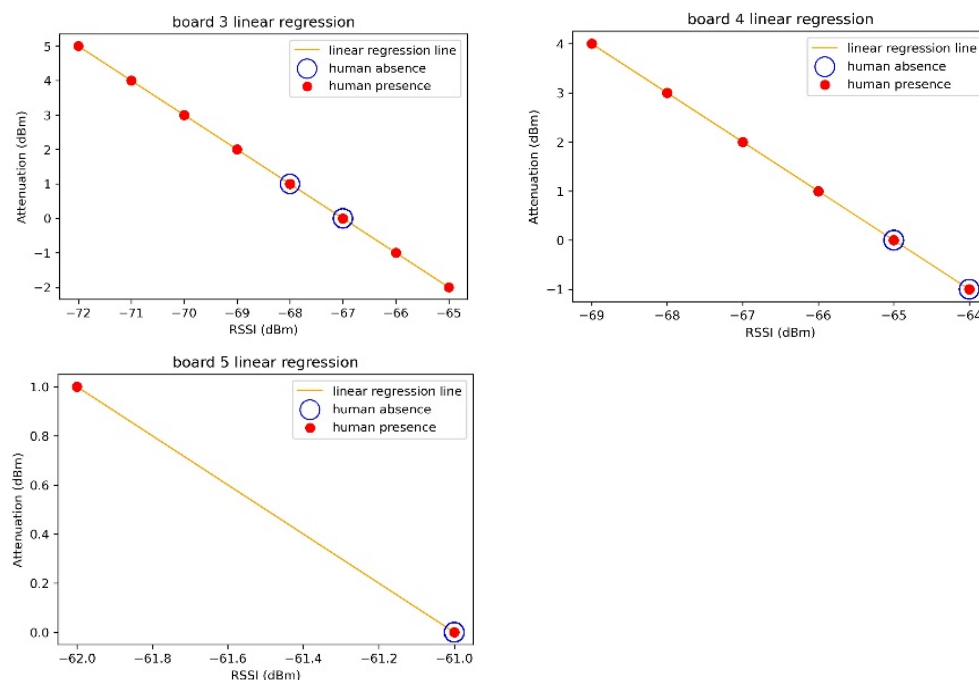 board 3 linear regression
linear regression line
human absence
human presence
5
4
3
2
1
0
−1
−2
Attenuation (dBm)
−72 −71 −70 −69 −68 −67 −66 −65
RSSI (dBm)
board 4 linear regression
linear regression line
human absence
human presence
4
3
2
1
0
−1
Attenuation (dBm)
−69 −68 −67 −66 −65 −64
RSSI (dBm)
board 5 linear regression
linear regression line
human absence
human presence
1.0
0.8
0.6
0.4
0.2
0.0
Attenuation (dBm)
−62.0 −61.8 −61.6 −61.4 −61.2 −61.0
RSSI (dBm)